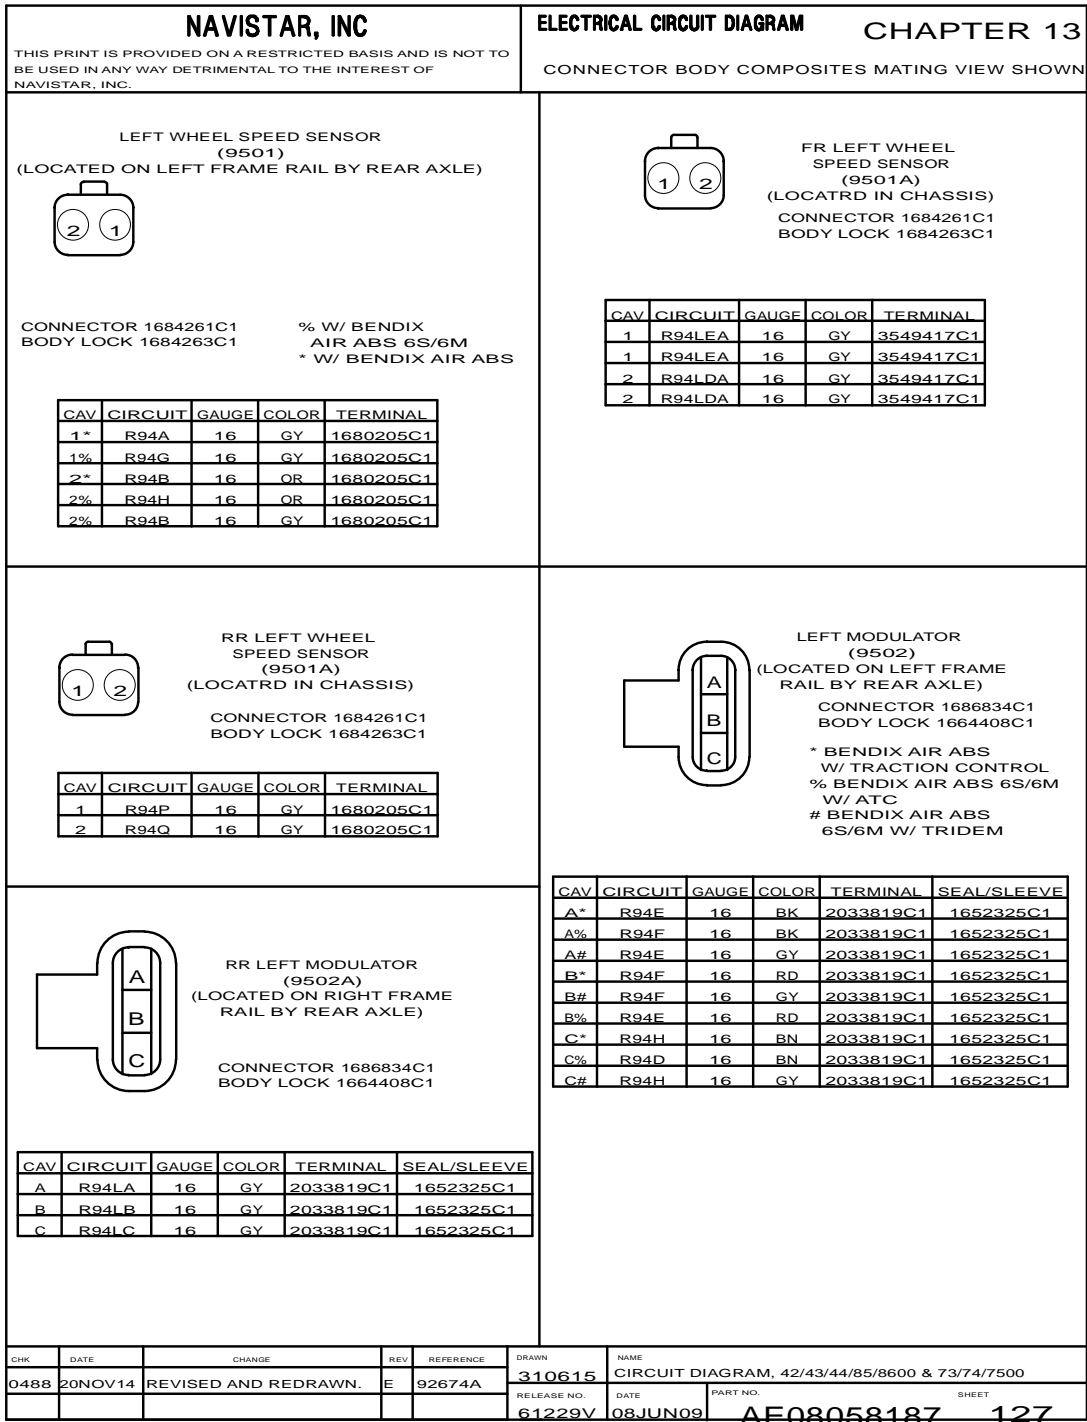 NAVISTAR, INC
THIS PRINT IS PROVIDED ON A RESTRICTED BASIS AND IS NOT TO
BE USED IN ANY WAY DETRIMENTAL TO THE INTEREST OF
NAVISTAR, INC.
ELECTRICAL CIRCUIT DIAGRAM CHAPTER 13
CONNECTOR BODY COMPOSITES MATING VIEW SHOWN
LEFT WHEEL SPEED SENSOR
(9501)
(LOCATED ON LEFT FRAME RAIL BY REAR AXLE)
2 1
CONNECTOR 1684261C1
BODY LOCK 1684263C1
% W/ BENDIX
AIR ABS 6S/6M
* W/ BENDIX AIR ABS
CAV CIRCUIT GAUGE COLOR TERMINAL
1* R94A 16 GY 1680205C1
1% R94G 16 GY 1680205C1
2* R94B 16 OR 1680205C1
2% R94H 16 OR 1680205C1
2% R94B 16 GY 1680205C1
1 2
FR LEFT WHEEL
SPEED SENSOR
(9501A)
(LOCATRD IN CHASSIS)
CONNECTOR 1684261C1
BODY LOCK 1684263C1
CAV CIRCUIT GAUGE COLOR TERMINAL
1 R94LEA 16 GY 3549417C1
1 R94LEA 16 GY 3549417C1
2 R94LDA 16 GY 3549417C1
2 R94LDA 16 GY 3549417C1
1 2
RR LEFT WHEEL
SPEED SENSOR
(9501A)
(LOCATRD IN CHASSIS)
CONNECTOR 1684261C1
BODY LOCK 1684263C1
CAV CIRCUIT GAUGE COLOR TERMINAL
1 R94P 16 GY 1680205C1
2 R94Q 16 GY 1680205C1
A
B
C
LEFT MODULATOR
(9502)
(LOCATED ON LEFT FRAME
RAIL BY REAR AXLE)
CONNECTOR 1686834C1
BODY LOCK 1664408C1
* BENDIX AIR ABS
W/ TRACTION CONTROL
% BENDIX AIR ABS 6S/6M
W/ ATC
# BENDIX AIR ABS
6S/6M W/ TRIDEM
CAV CIRCUIT GAUGE COLOR TERMINAL SEAL/SLEEVE
A* R94E 16 BK 2033819C1 1652325C1
A% R94F 16 BK 2033819C1 1652325C1
A# R94E 16 GY 2033819C1 1652325C1
B* R94F 16 RD 2033819C1 1652325C1
B# R94F 16 GY 2033819C1 1652325C1
B% R94E 16 RD 2033819C1 1652325C1
C* R94H 16 BN 2033819C1 1652325C1
C% R94D 16 BN 2033819C1 1652325C1
C# R94H 16 GY 2033819C1 1652325C1
A
B
C
RR LEFT MODULATOR
(9502A)
(LOCATED ON RIGHT FRAME
RAIL BY REAR AXLE)
CONNECTOR 1686834C1
BODY LOCK 1664408C1
CAV CIRCUIT GAUGE COLOR TERMINAL SEAL/SLEEVE
A R94LA 16 GY 2033819C1 1652325C1
B R94LB 16 GY 2033819C1 1652325C1
C R94LC 16 GY 2033819C1 1652325C1
CHK DATE CHANGE REV REFERENCE
0488 20NOV14 REVISED AND REDRAWN. E 92674A
DRAWN
310615
NAME
CIRCUIT DIAGRAM, 42/43/44/85/8600 & 73/74/7500
RELEASE NO. DATE PART NO. SHEET
61229V 08JUN09 AF08058187 127